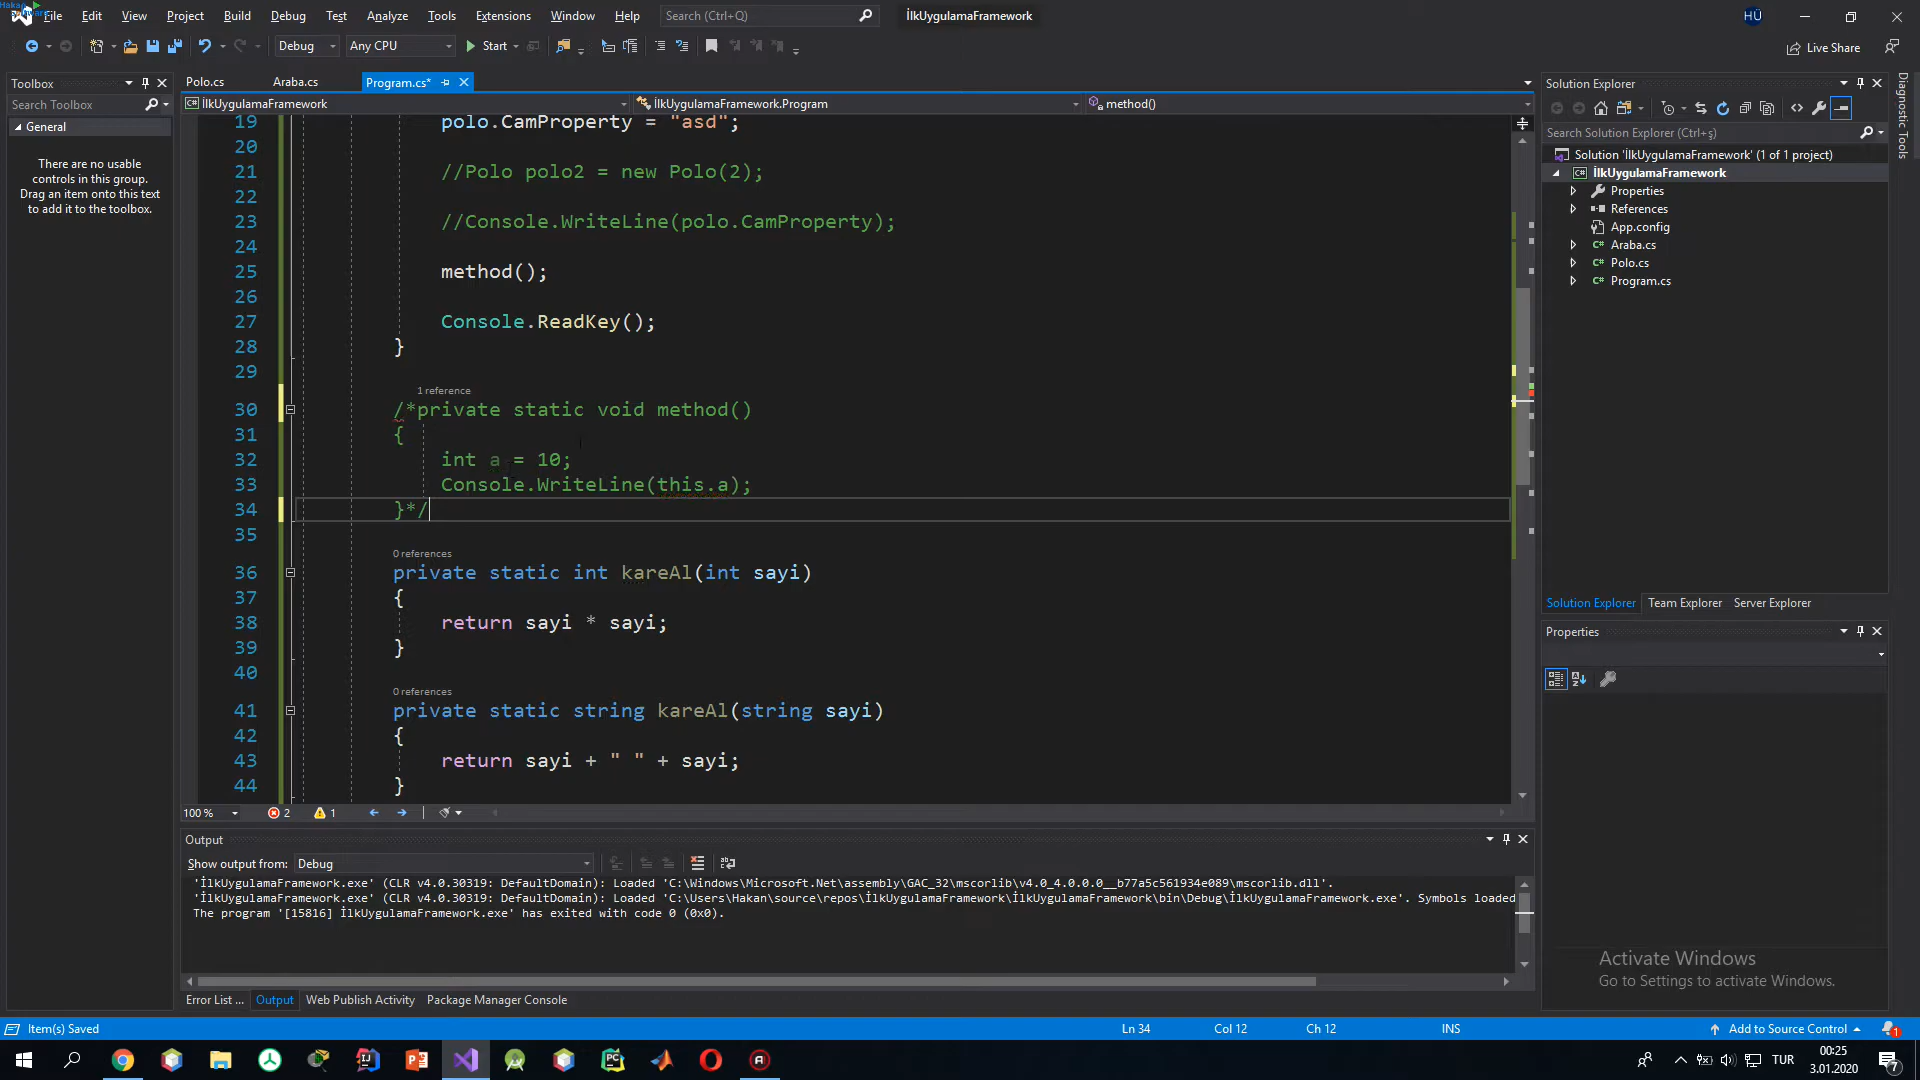 File Edit View Project Build Debug Test Analyze Tools Extensions Window Help Search (Ctrl+Q) İlkUygulamaFramework HÜ
Debug Any CPU Start Live Share
Toolbox
Search Toolbox
General
There are no usable
controls in this group.
Drag an item onto this text
to add it to the toolbox.
Polo.cs Araba.cs Program.cs*
İlkUygulamaFramework İlkUygulamaFramework.Program method()
19 polo.CamProperty = "asd";
20
21 //Polo polo2 = new Polo(2);
22
23 //Console.WriteLine(polo.CamProperty);
24
25 method();
26
27 Console.ReadKey();
28 }
29
1 reference
30 /*private static void method()
31 {
32 int a = 10;
33 Console.WriteLine(this.a);
34 }*/
35
0 references
36 private static int kareAl(int sayi)
37 {
38 return sayi * sayi;
39 }
40
0 references
41 private static string kareAl(string sayi)
42 {
43 return sayi + " " + sayi;
44 }
100 % 2 1
Output
Show output from: Debug
'İlkUygulamaFramework.exe' (CLR v4.0.30319: DefaultDomain): Loaded 'C:\Windows\Microsoft.Net\assembly\GAC_32\mscorlib\v4.0_4.0.0.0__b77a5c561934e089\mscorlib.dll'.
'İlkUygulamaFramework.exe' (CLR v4.0.30319: DefaultDomain): Loaded 'C:\Users\Hakan\source\repos\İlkUygulamaFramework\İlkUygulamaFramework\bin\Debug\İlkUygulamaFramework.exe'. Symbols loaded
The program '[15816] İlkUygulamaFramework.exe' has exited with code 0 (0x0).
Error List ... Output Web Publish Activity Package Manager Console
Solution Explorer
Search Solution Explorer (Ctrl+ş)
Solution 'İlkUygulamaFramework' (1 of 1 project)
İlkUygulamaFramework
Properties
References
App.config
Araba.cs
Polo.cs
Program.cs
Solution Explorer Team Explorer Server Explorer
Properties
Diagnostic Tools
Activate Windows
Go to Settings to activate Windows.
Item(s) Saved Ln 34 Col 12 Ch 12 INS Add to Source Control 1
TUR 00:25
3.01.2020 7